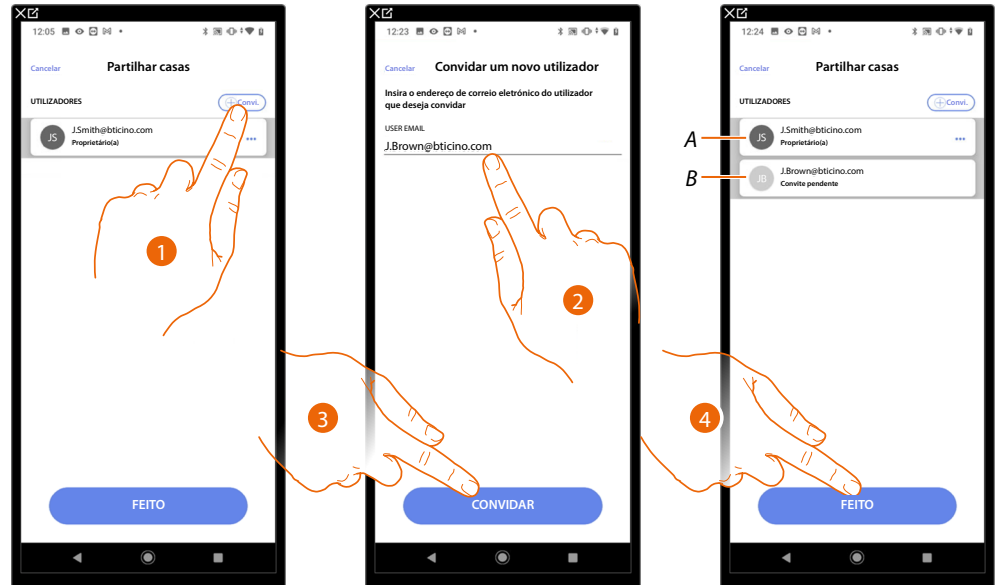 12:05
Cancelar
Partilhar casas
UTILIZADORES
Convi.
JS
J.Smith@bticino.com
Proprietário(a)
1
FEITO
12:23
Cancelar
Convidar um novo utilizador
Insira o endereço de correio eletrónico do utilizador
que deseja convidar
USER EMAIL
J.Brown@bticino.com
2
3
CONVIDAR
12:24
Cancelar
Partilhar casas
UTILIZADORES
Convi.
A
JS
J.Smith@bticino.com
Proprietário(a)
B
JB
J.Brown@bticino.com
Convite pendente
4
FEITO